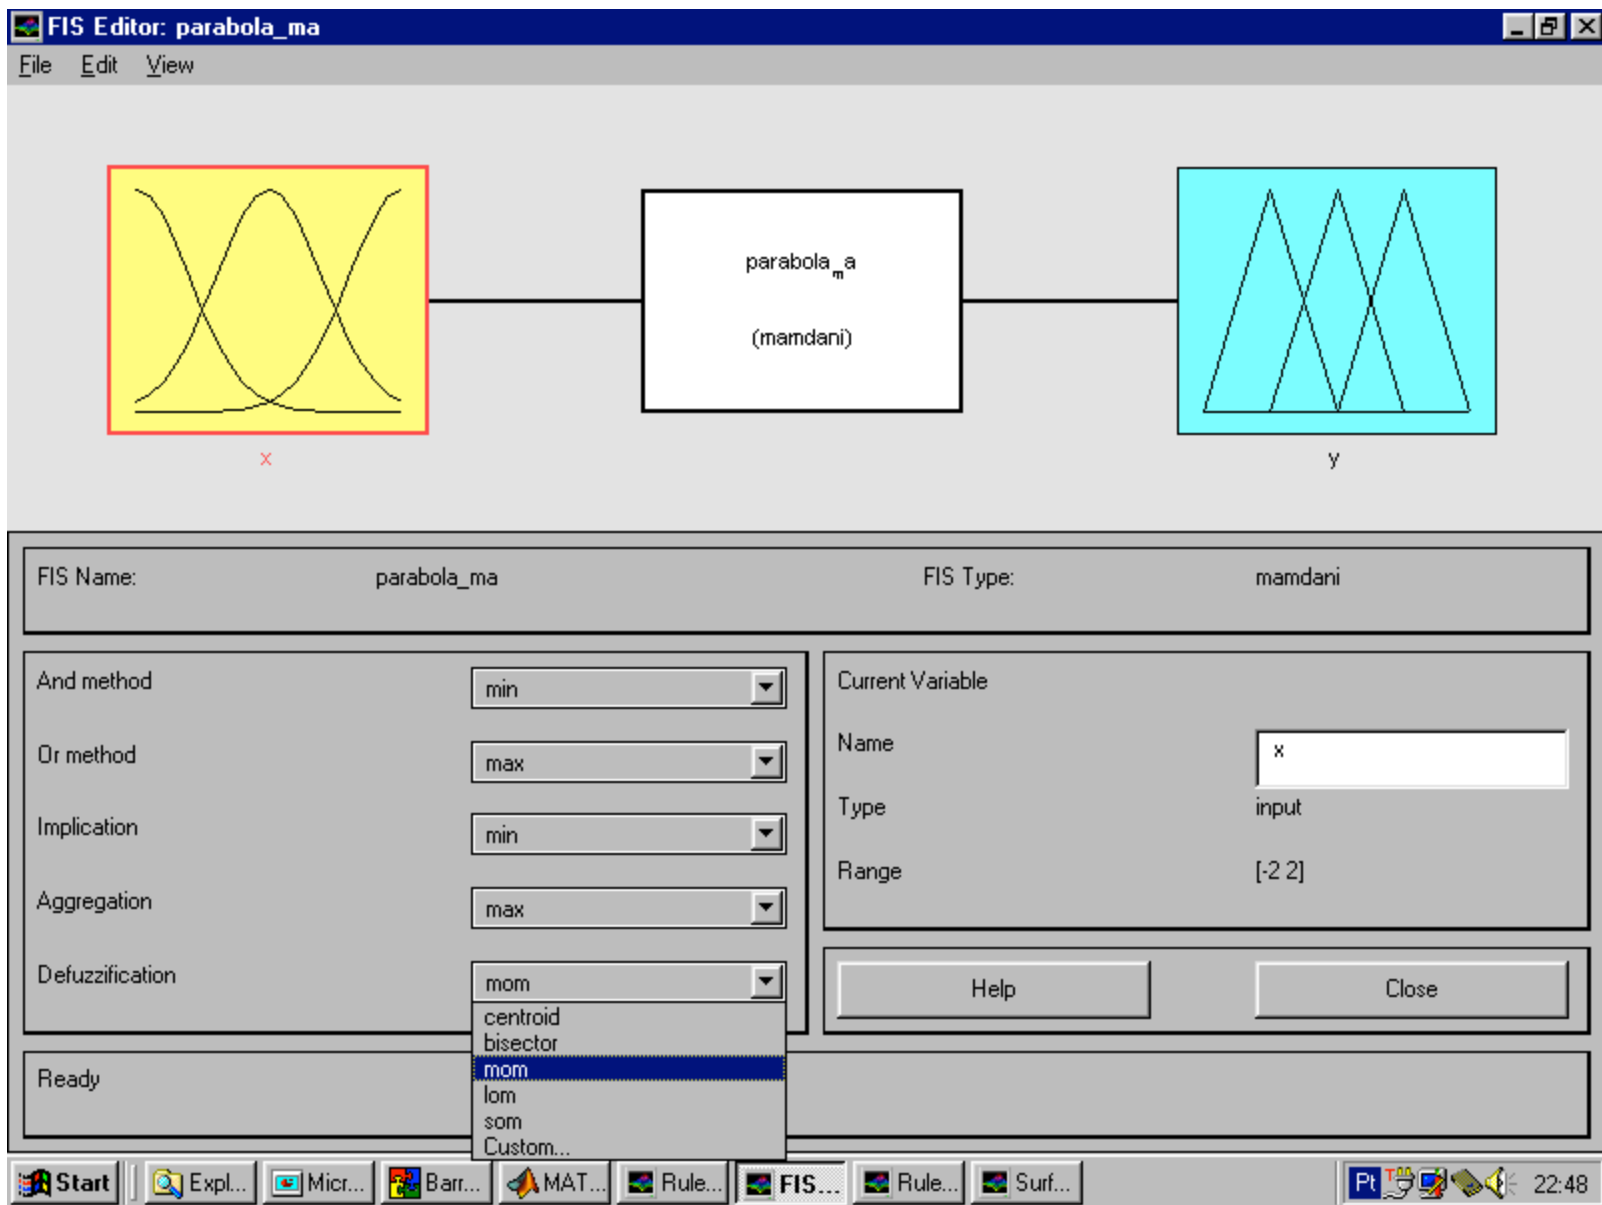 FIS Editor: parabola_ma
File Edit View
parabola_ma
(mamdani)
x
y
FIS Name: parabola_ma FIS Type: mamdani
And method min
Or method max
Implication min
Aggregation max
Defuzzification mom
centroid
bisector
mom
lom
som
Custom...
Current Variable
Name x
Type input
Range [-2 2]
Help Close
Ready
Start Expl... Micr... Barr... MAT... Rule... FIS... Rule... Surf... Pt 22:48